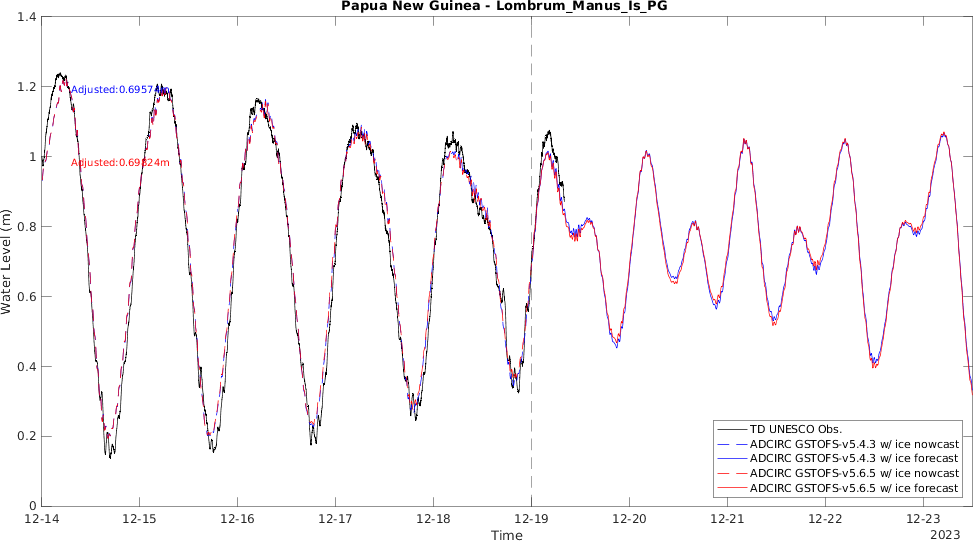 Papua New Guinea - Lombrum_Manus_Is_PG
1.4
1.2
1
0.8
0.6
0.4
0.2
0
Water Level (m)
Adjusted:0.69574m
Adjusted:0.69824m
TD UNESCO Obs.
ADCIRC GSTOFS-v5.4.3 w/ ice nowcast
ADCIRC GSTOFS-v5.4.3 w/ ice forecast
ADCIRC GSTOFS-v5.6.5 w/ ice nowcast
ADCIRC GSTOFS-v5.6.5 w/ ice forecast
12-14 12-15 12-16 12-17 12-18 12-19 12-20 12-21 12-22 12-23
Time
2023